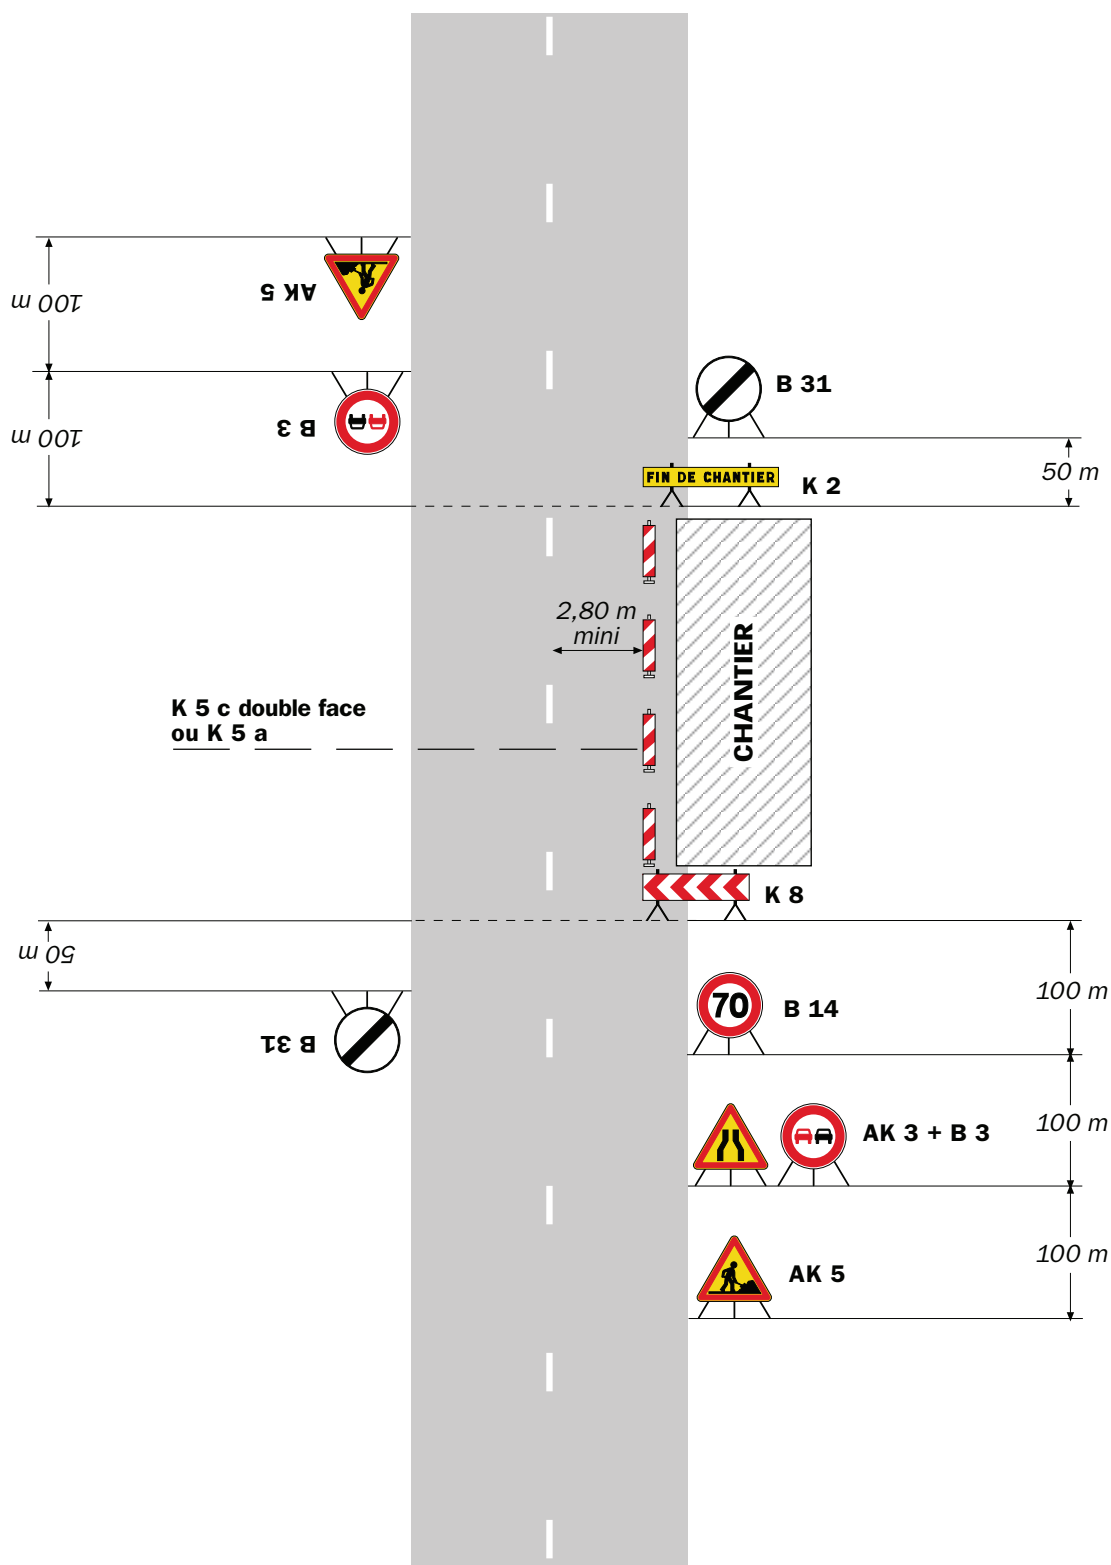 AK 5
100 m
B 3
100 m
B 31
50 m
FIN DE CHANTIER
K 2
2,80 m
mini
CHANTIER
K 5 c double face
ou K 5 a
K 8
50 m
B 31
70
B 14
100 m
AK 3 + B 3
100 m
AK 5
100 m